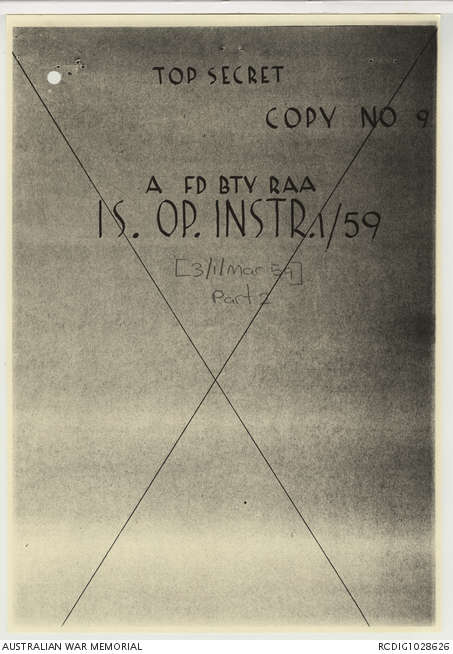 TOP SECRET
COPY NO 9
A FD BTY RAA
IS. OP. INSTR.1/59
[3/1/Mar 59]
Part 2
AUSTRALIAN WAR MEMORIAL
RCDIG1028626